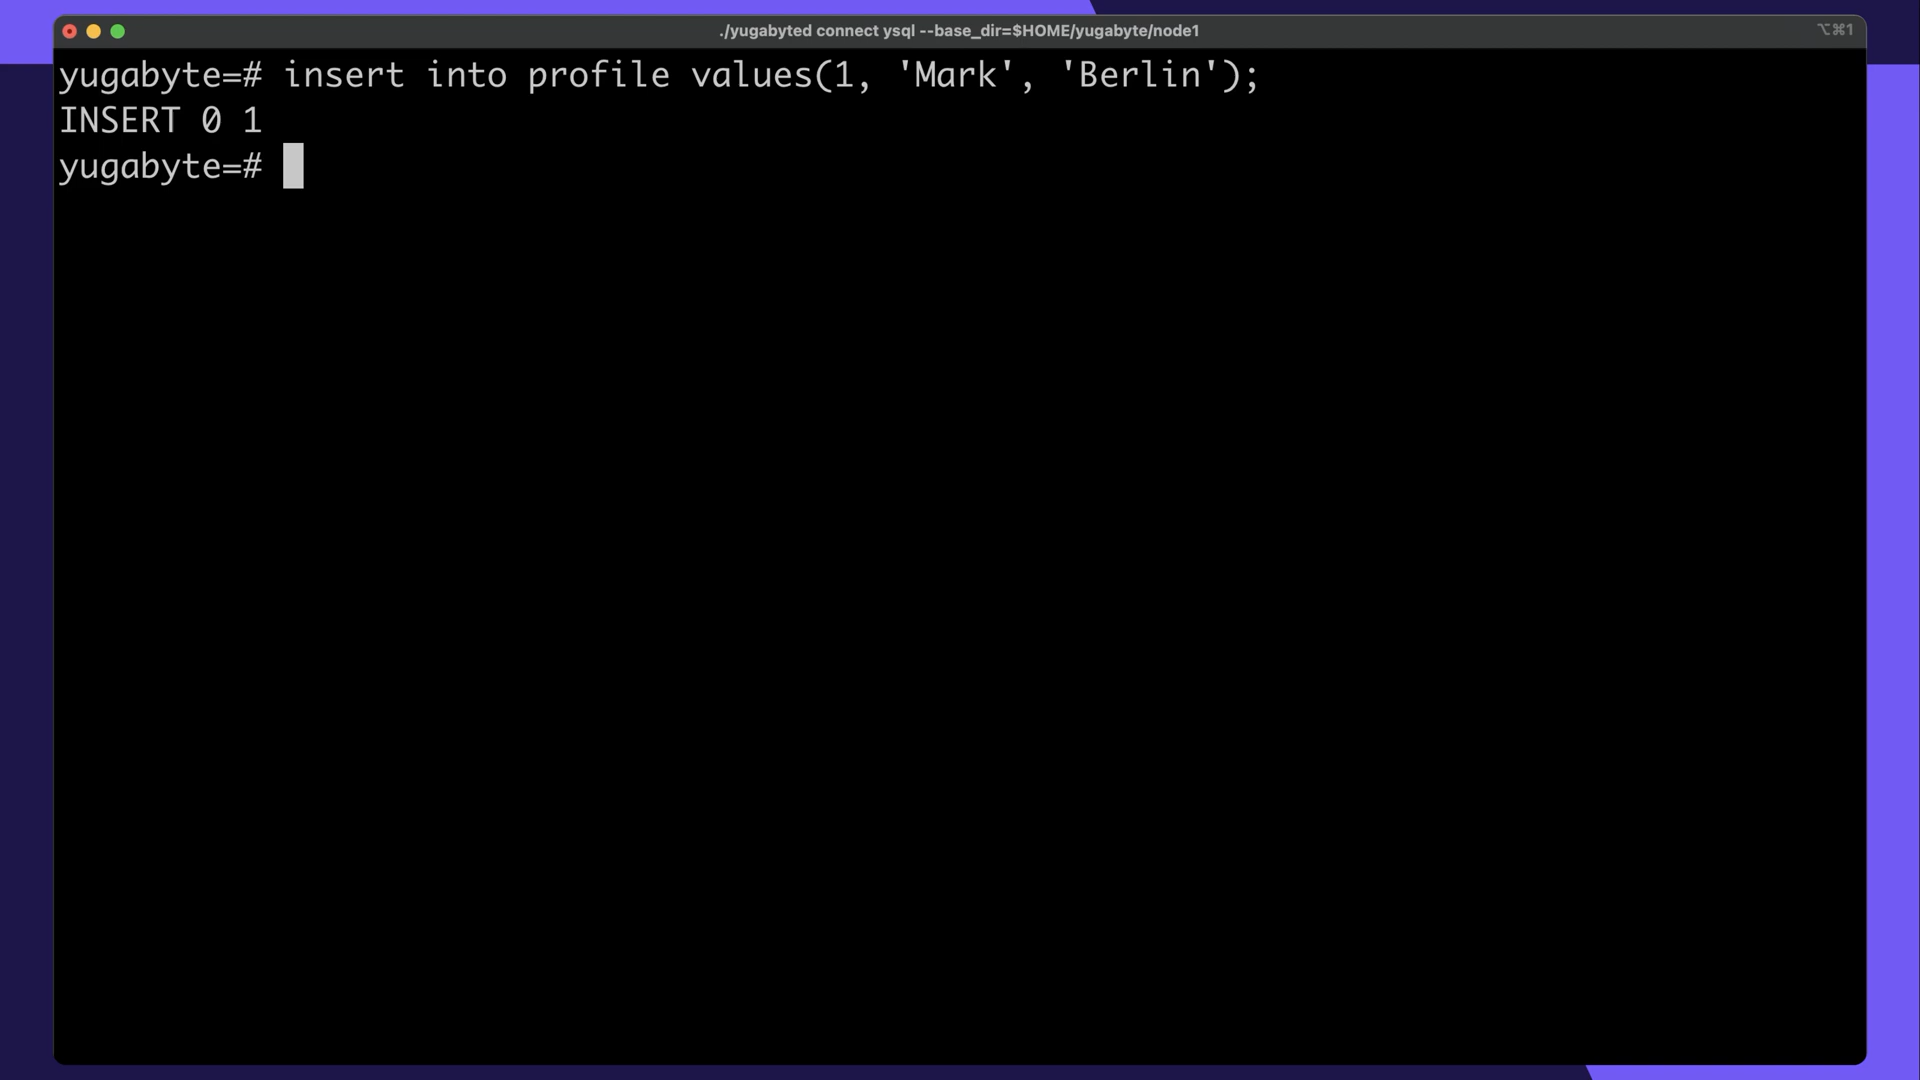 ./yugabyted connect ysql --base_dir=$HOME/yugabyte/node1
⌥⌘1
yugabyte=# insert into profile values(1, 'Mark', 'Berlin');
INSERT 0 1
yugabyte=#